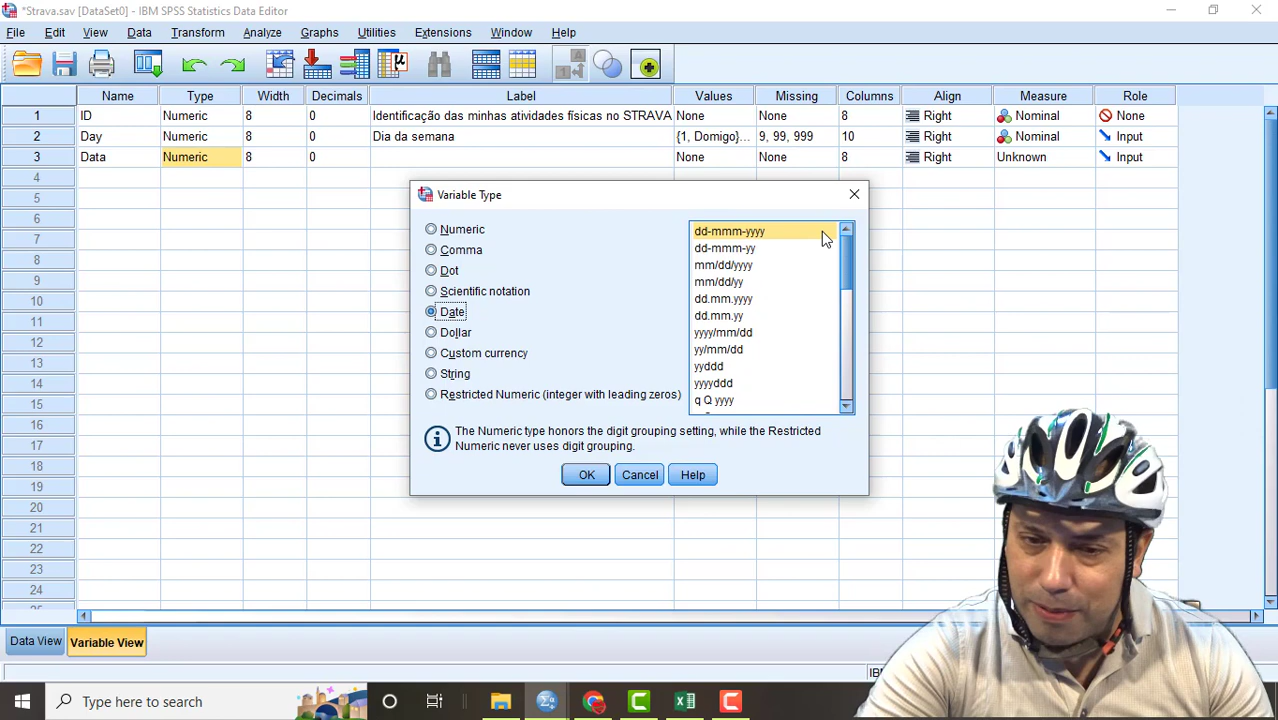 *Strava.sav [DataSet0] - IBM SPSS Statistics Data Editor
File Edit View Data Transform Analyze Graphs Utilities Extensions Window Help
Name Type Width Decimals Label Values Missing Columns Align Measure Role
1 ID Numeric 8 0 Identificação das minhas atividades físicas no STRAVA None None 8 Right Nominal None
2 Day Numeric 8 0 Dia da semana {1, Domigo}... 9, 99, 999 10 Right Nominal Input
3 Data Numeric 8 0 None None 8 Right Unknown Input
4
5
6
7
8
9
10
11
12
13
14
15
16
17
18
19
20
21
22
23
24
Variable Type
Numeric
Comma
Dot
Scientific notation
Date
Dollar
Custom currency
String
Restricted Numeric (integer with leading zeros)
dd-mmm-yyyy
dd-mmm-yy
mm/dd/yyyy
mm/dd/yy
dd.mm.yyyy
dd.mm.yy
yyyy/mm/dd
yy/mm/dd
yyddd
yyyyddd
q Q yyyy
The Numeric type honors the digit grouping setting, while the Restricted
Numeric never uses digit grouping.
OK Cancel Help
Data View Variable View
Type here to search